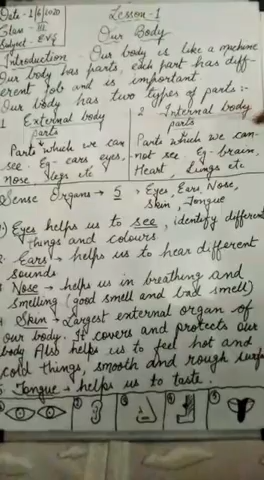 Date - 1/6/2020
Lesson - 1
Class - III
Subject - E.V.S
Our Body
Introduction - Our body is like a machine
Our body has parts, each part has diff-
erent job and is important.
Our body has two types of parts:-
1 External body parts
Part which we can
see. Eg - ears, eyes,
nose, legs etc
2 - Internal body parts
Parts which we can-
not see. Eg - brain,
Heart, Lungs etc
Sense Organs → 5, Eyes Ears, Nose,
Skin, Tongue
Eyes helps us to see, identify different
things and colours.
2. Ears → helps us to hear different
sounds
3 Nose → helps us in breathing and
smelling (good smell and bad smell)
4 Skin → Largest external organ of
our body. It covers and protects our
body Also helps us to feel hot and
cold things, smooth and rough
5 Tongue → helps us to taste.
① ② ③ ④ ⑤